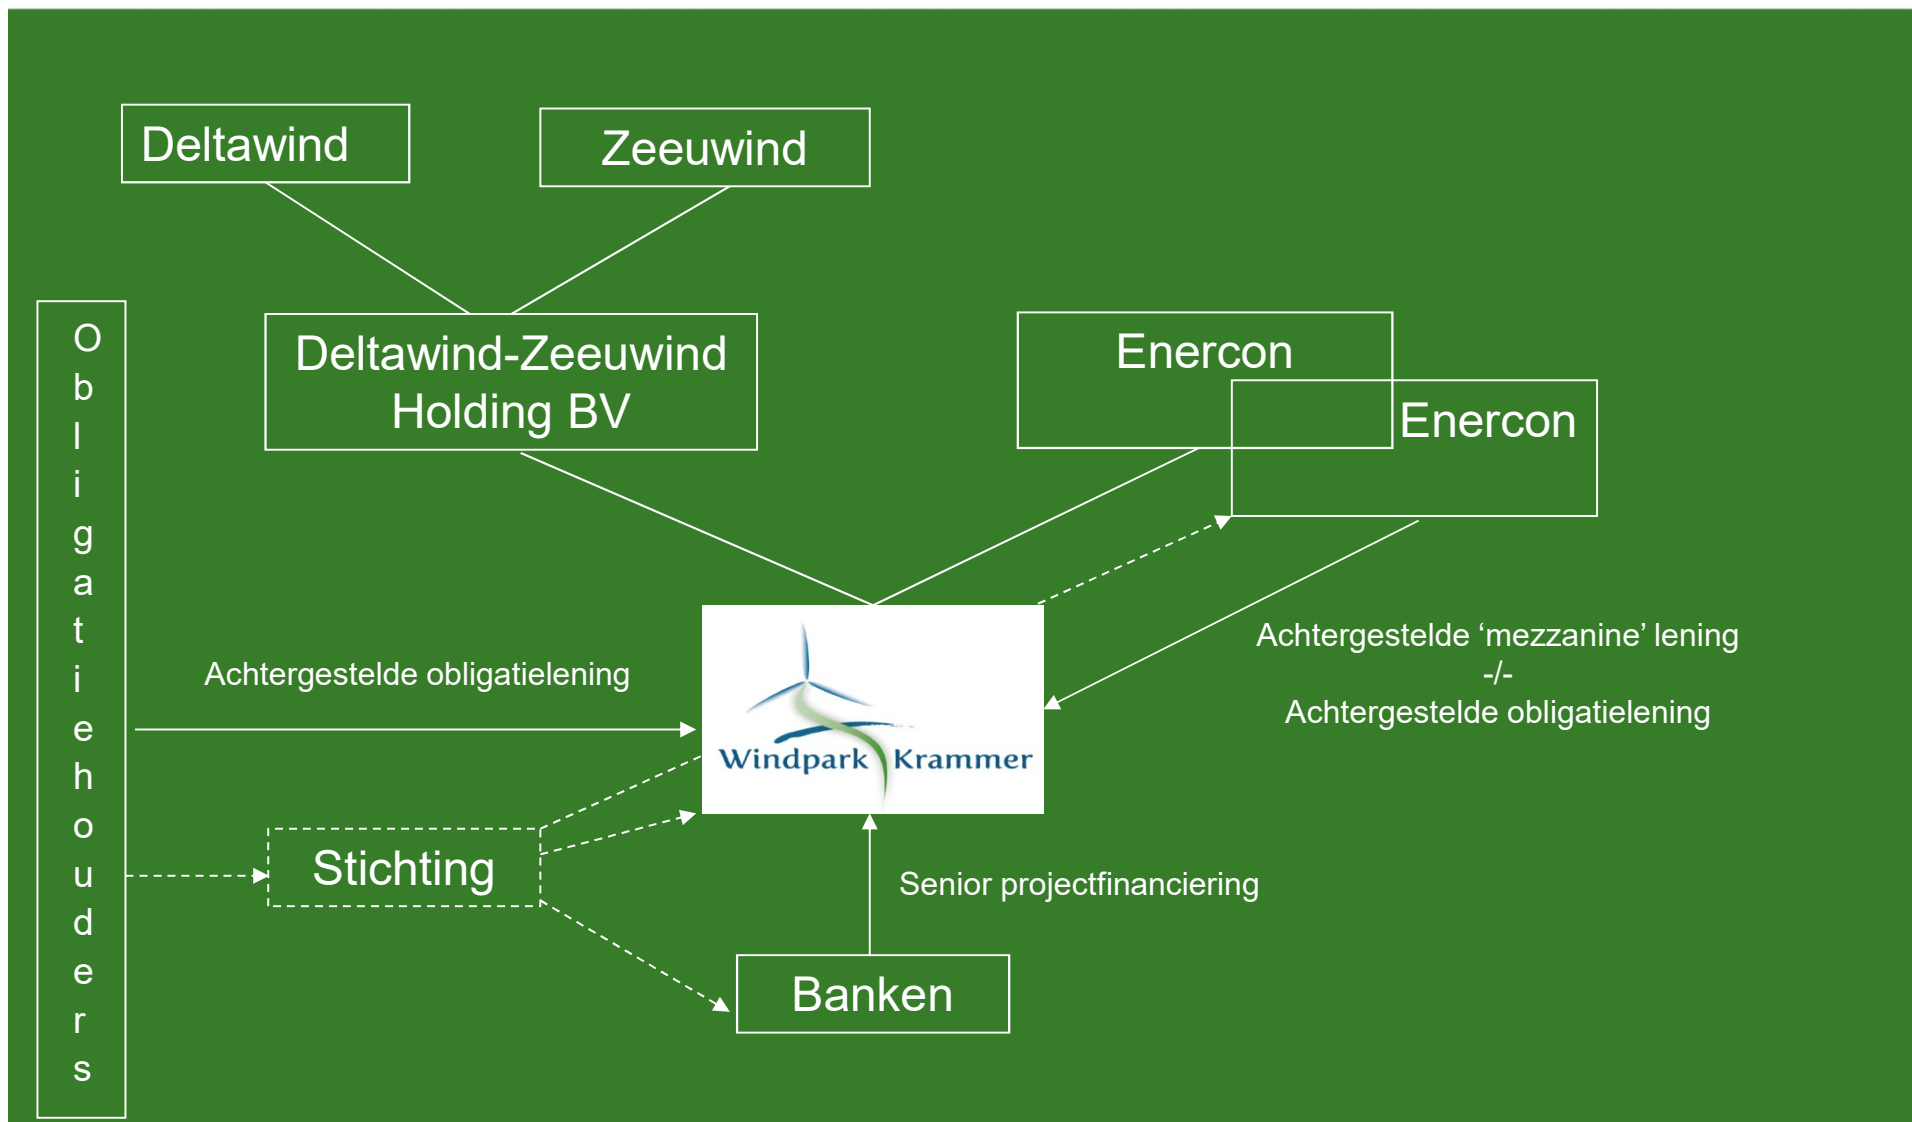 Deltawind
Zeeuwind
Deltawind-Zeeuwind
Holding BV
Enercon
Enercon
Obligatiehouders
Achtergestelde obligatielening
Windpark Krammer
Achtergestelde ‘mezzanine’ lening
-/-
Achtergestelde obligatielening
Stichting
Senior projectfinanciering
Banken